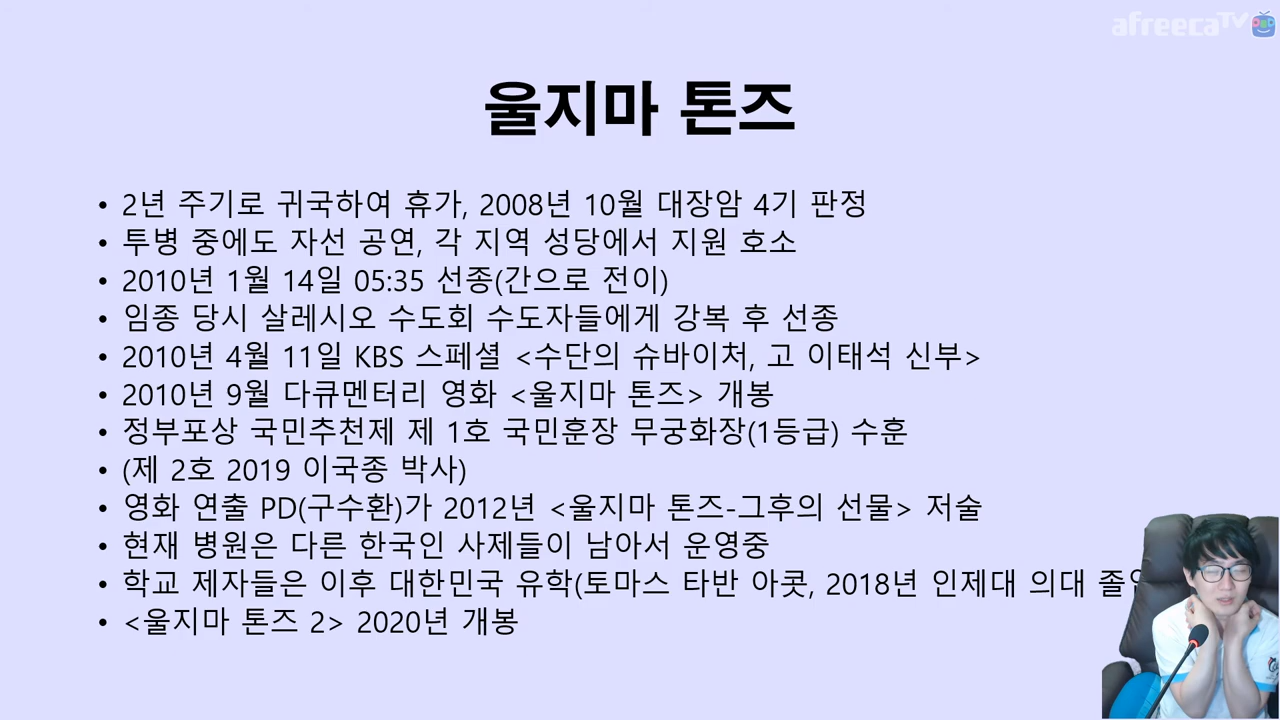 afreecaTV
울지마 톤즈
• 2년 주기로 귀국하여 휴가, 2008년 10월 대장암 4기 판정
• 투병 중에도 자선 공연, 각 지역 성당에서 지원 호소
• 2010년 1월 14일 05:35 선종(간으로 전이)
• 임종 당시 살레시오 수도회 수도자들에게 강복 후 선종
• 2010년 4월 11일 KBS 스페셜 <수단의 슈바이처, 고 이태석 신부>
• 2010년 9월 다큐멘터리 영화 <울지마 톤즈> 개봉
• 정부포상 국민추천제 제 1호 국민훈장 무궁화장(1등급) 수훈
• (제 2호 2019 이국종 박사)
• 영화 연출 PD(구수환)가 2012년 <울지마 톤즈-그후의 선물> 저술
• 현재 병원은 다른 한국인 사제들이 남아서 운영중
• 학교 제자들은 이후 대한민국 유학(토마스 타반 아콧, 2018년 인제대 의대
• <울지마 톤즈 2> 2020년 개봉